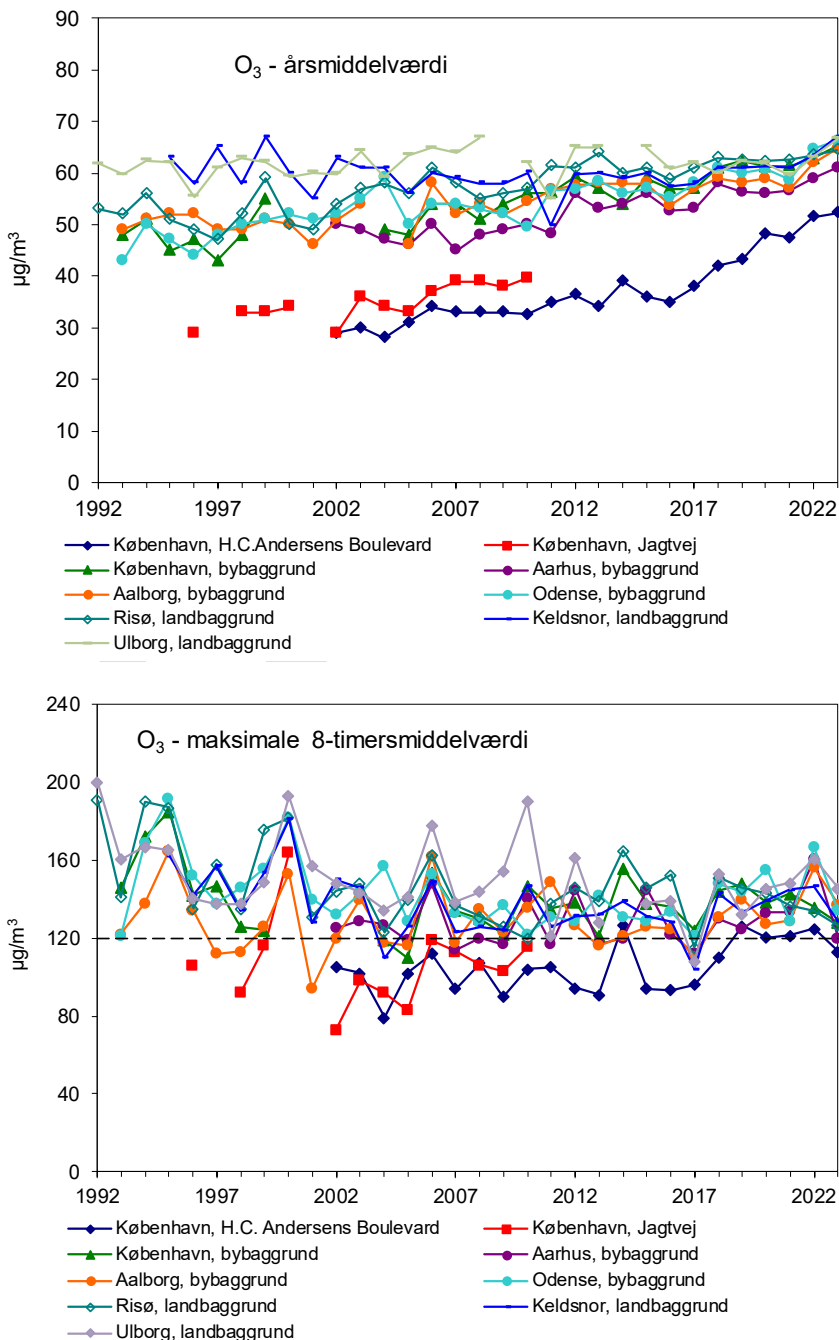 O₃ - årsmiddelværdi
90
80
70
60
50
40
30
20
10
0
µg/m³
1992 1997 2002 2007 2012 2017 2022
København, H.C.Andersens Boulevard København, Jagtvej
København, bybaggrund Aarhus, bybaggrund
Aalborg, bybaggrund Odense, bybaggrund
Risø, landbaggrund Keldsnor, landbaggrund
Ulborg, landbaggrund
O₃ - maksimale 8-timersmiddelværdi
240
200
160
120
80
40
0
µg/m³
1992 1997 2002 2007 2012 2017 2022
København, H.C. Andersens Boulevard København, Jagtvej
København, bybaggrund Aarhus, bybaggrund
Aalborg, bybaggrund Odense, bybaggrund
Risø, landbaggrund Keldsnor, landbaggrund
Ulborg, landbaggrund